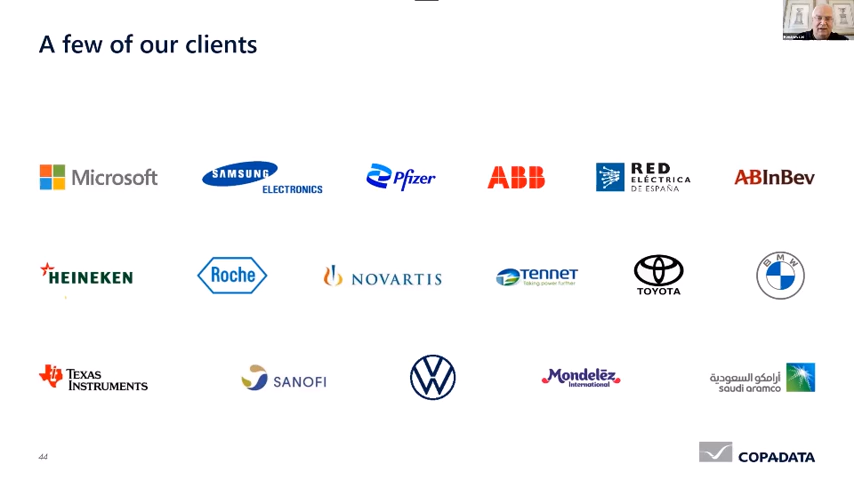 A few of our clients
Microsoft
SAMSUNG
ELECTRONICS
Pfizer
ABB
RED
ELÉCTRICA
DE ESPAÑA
ABInBev
HEINEKEN
Roche
NOVARTIS
TENNET
Taking power further
TOYOTA
BMW
TEXAS
INSTRUMENTS
SANOFI
Mondelēz
International
أرامكو السعودية
saudi aramco
44
COPADATA